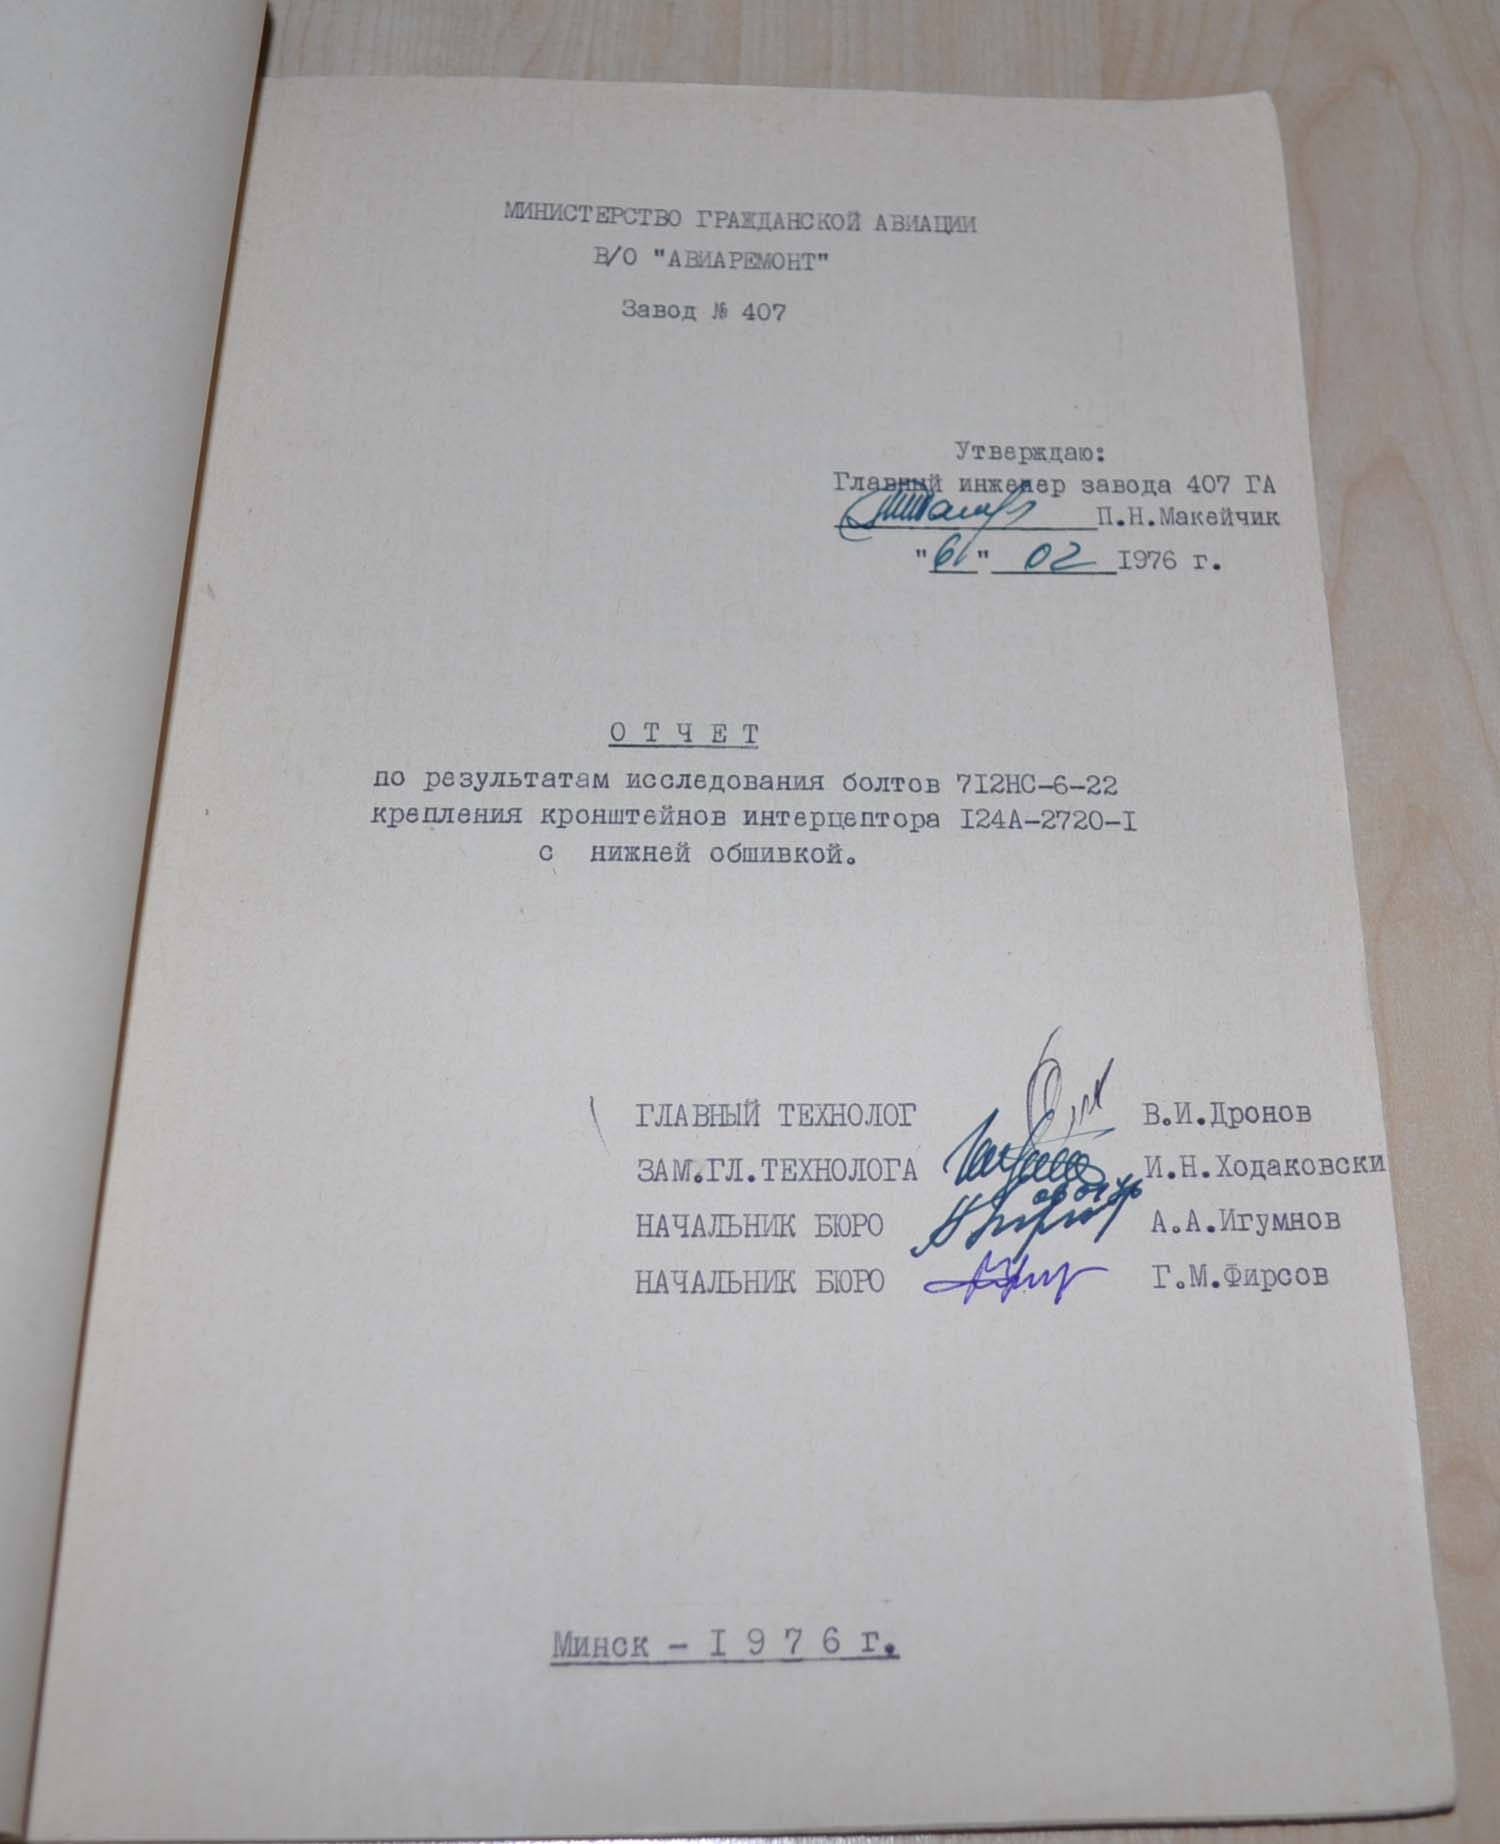 МИНИСТЕРСТВО ГРАЖДАНСКОЙ АВИАЦИИ
В/О "АВИАРЕМОНТ"
Завод № 407
Утверждаю:
Главный инженер завода 407 ГА
П.Н.Макейчик
"6" 02 1976 г.
О Т Ч Е Т
по результатам исследования болтов 712НС-6-22
крепления кронштейнов интерцептора I24А-2720-I
с нижней обшивкой.
ГЛАВНЫЙ ТЕХНОЛОГ В.И.Дронов
ЗАМ.ГЛ.ТЕХНОЛОГА И.Н.Ходаковски
НАЧАЛЬНИК БЮРО А.А.Игумнов
НАЧАЛЬНИК БЮРО Г.М.Фирсов
Минск - I 9 7 6 г.